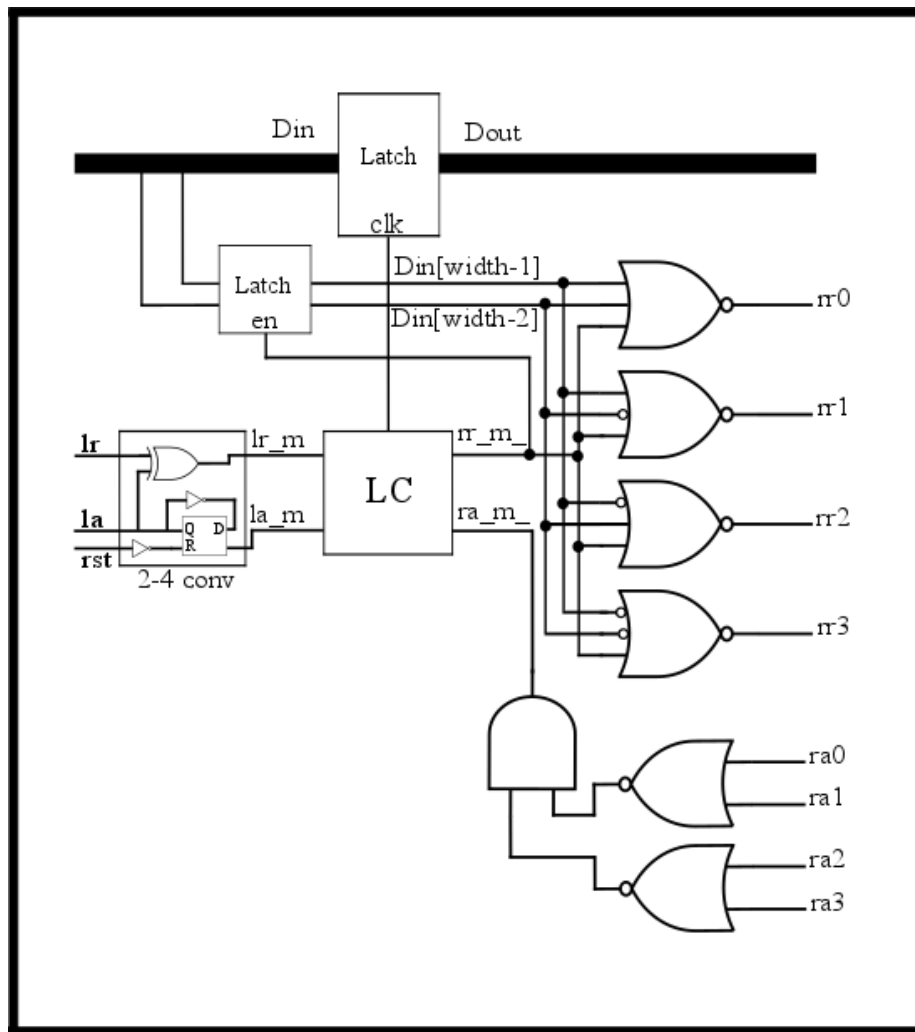 Din
Dout
Latch
clk
Din[width-1]
Latch
Din[width-2]
en
rr0
rr1
lr
lr_m
rr_m_
LC
la
Q D
la_m
ra_m_
rr2
rst
R
2-4 conv
rr3
ra0
ra1
ra2
ra3